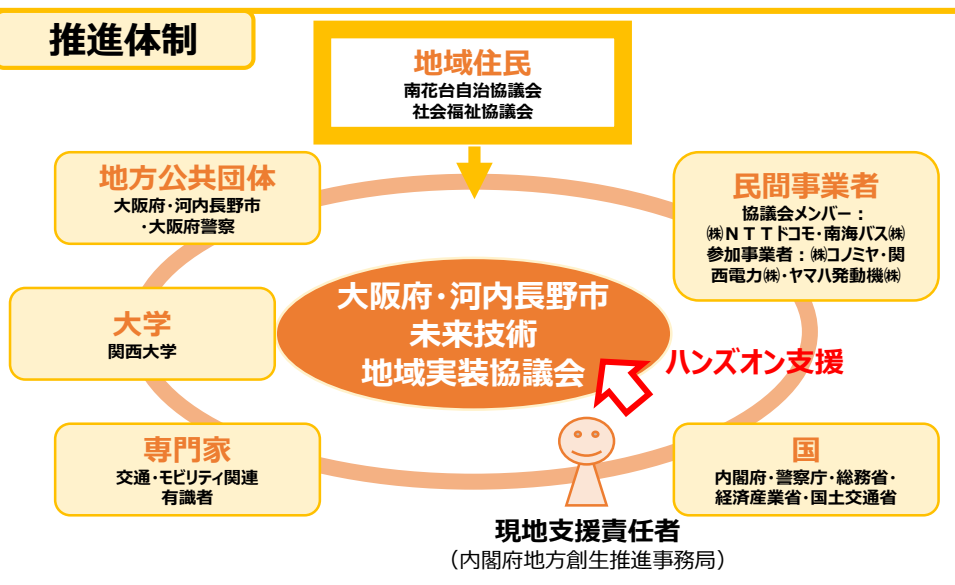 推進体制
地域住民
南花台自治協議会
社会福祉協議会
地方公共団体
大阪府・河内長野市
・大阪府警察
民間事業者
協議会メンバー：
㈱ＮＴＴドコモ・南海バス㈱
参加事業者：㈱コノミヤ・関
西電力㈱・ヤマハ発動機㈱
大学
関西大学
大阪府・河内長野市
未来技術
地域実装協議会
ハンズオン支援
専門家
交通・モビリティ関連
有識者
国
内閣府・警察庁・総務省・
経済産業省・国土交通省
現地支援責任者
（内閣府地方創生推進事務局）